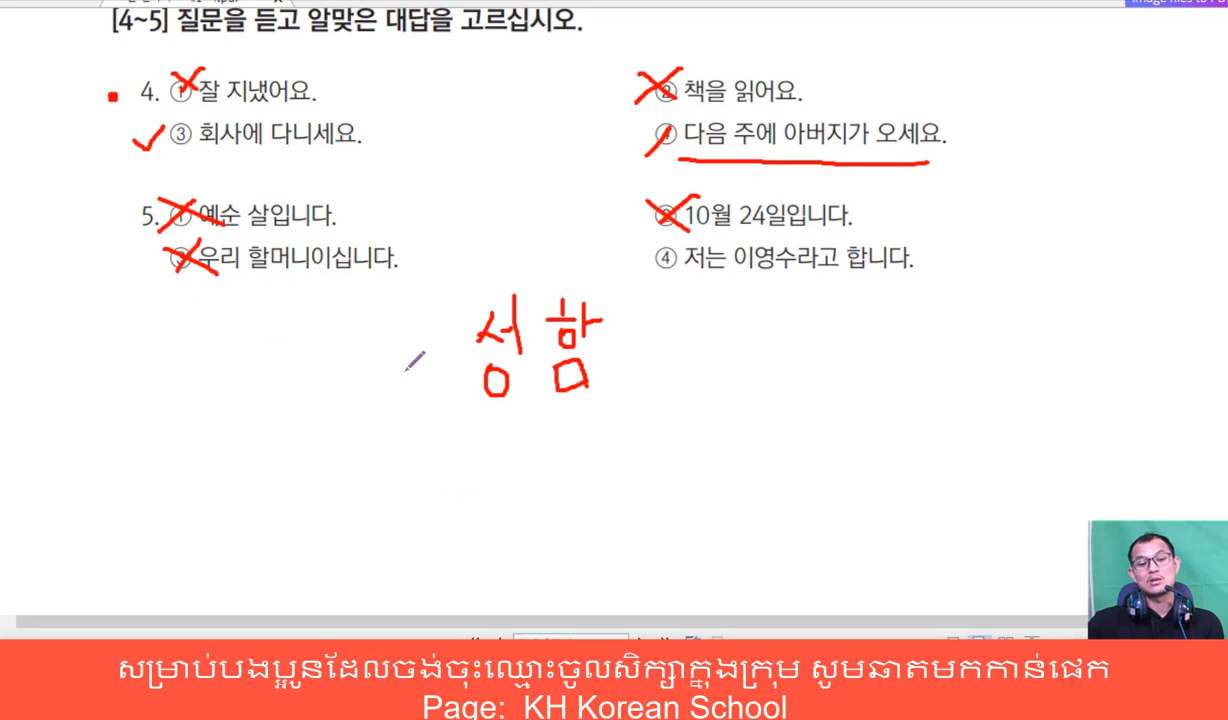 [4~5] 질문을 듣고 알맞은 대답을 고르십시오.
4. ① 잘 지냈어요. ② 책을 읽어요.
③ 회사에 다니세요. ④ 다음 주에 아버지가 오세요.
5. ① 예순 살입니다. ② 10월 24일입니다.
③ 우리 할머니이십니다. ④ 저는 이영수라고 합니다.
성함
សម្រាប់បងប្អូនដែលចង់ចុះឈ្មោះចូលសិក្សាក្នុងក្រុម សូមឆាតមកកាន់ផេក
Page: KH Korean School